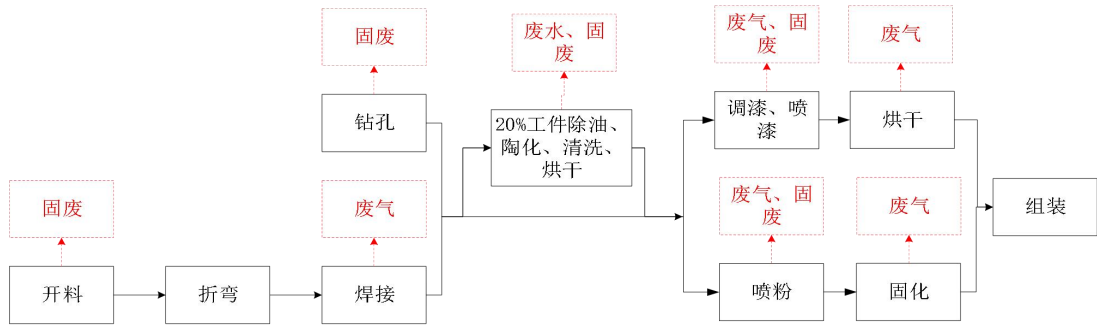 固废
废水、固
废
废气、固
废
废气
钻孔
20%工件除油、
陶化、清洗、
烘干
调漆、喷
漆
烘干
固废
废气
废气、固
废
废气
组装
开料
折弯
焊接
喷粉
固化